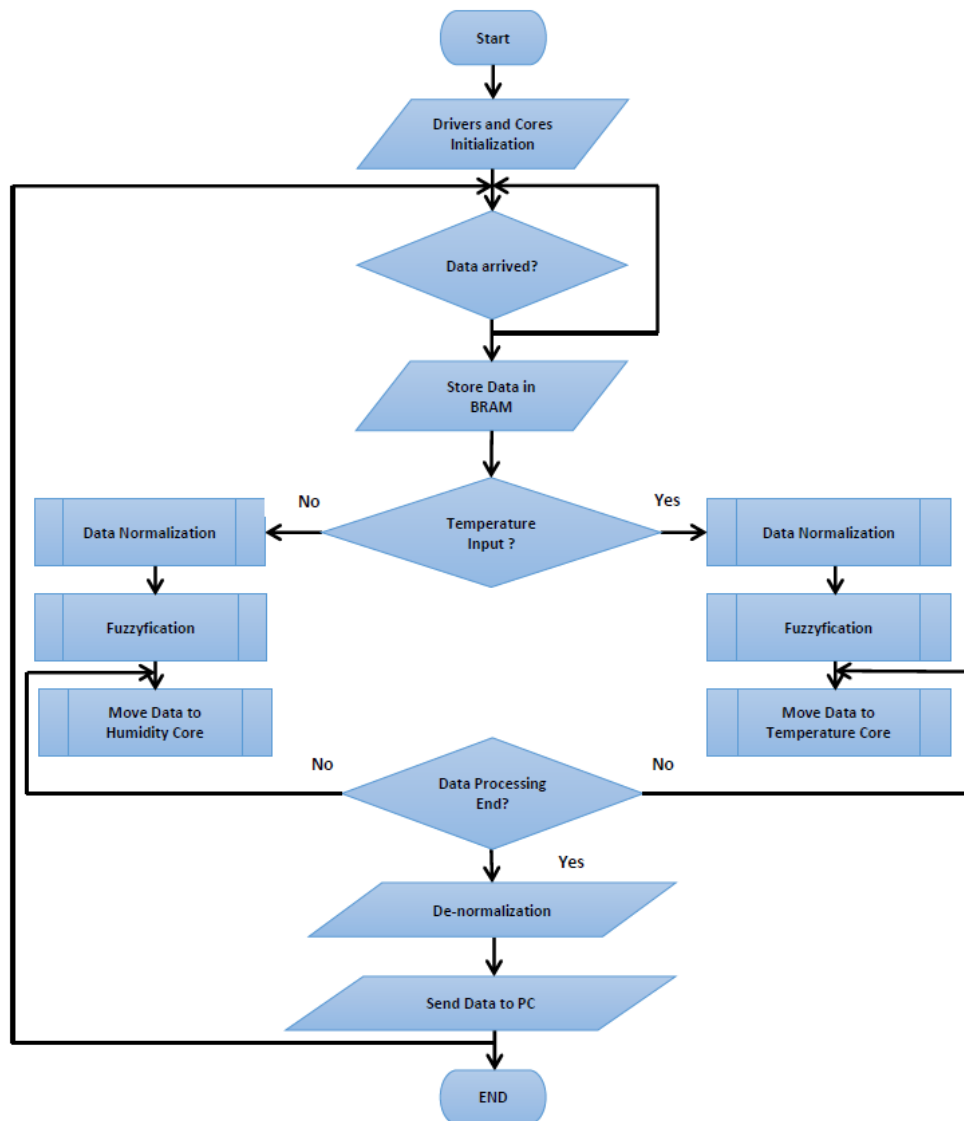 Start
Drivers and Cores
Initialization
Data arrived?
Store Data in
BRAM
No
Temperature
Input ?
Yes
Data Normalization
Data Normalization
Fuzzyfication
Fuzzyfication
Move Data to
Humidity Core
Move Data to
Temperature Core
No
Data Processing
End?
No
Yes
De-normalization
Send Data to PC
END